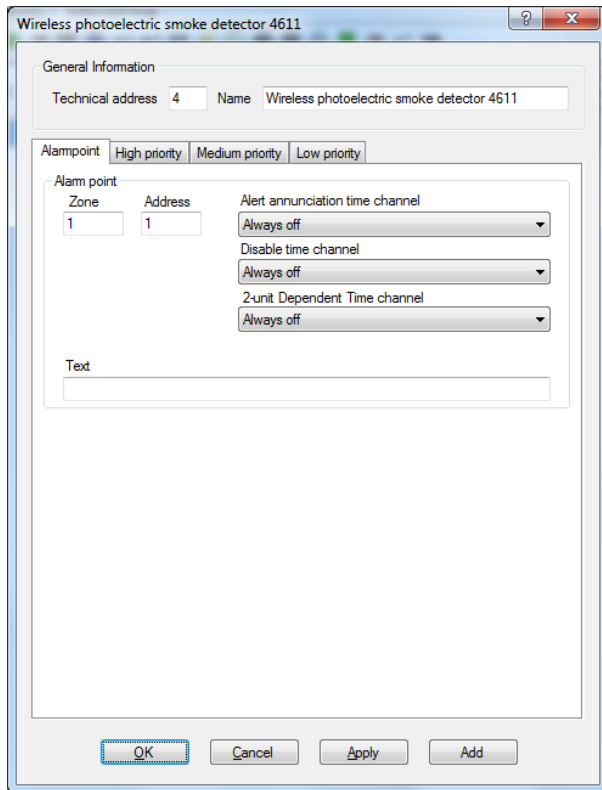 Wireless photoelectric smoke detector 4611
General Information
Technical address 4 Name Wireless photoelectric smoke detector 4611
Alarmpoint High priority Medium priority Low priority
Alarm point
Zone Address Alert annunciation time channel
1 1 Always off
Disable time channel
Always off
2-unit Dependent Time channel
Always off
Text
OK Cancel Apply Add